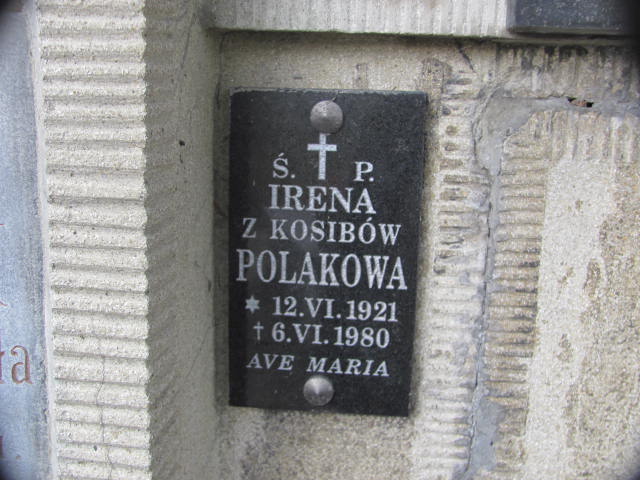 Ś. P.
IRENA
Z KOSIBÓW
POLAKOWA
* 12.VI.1921
† 6.VI.1980
AVE MARIA